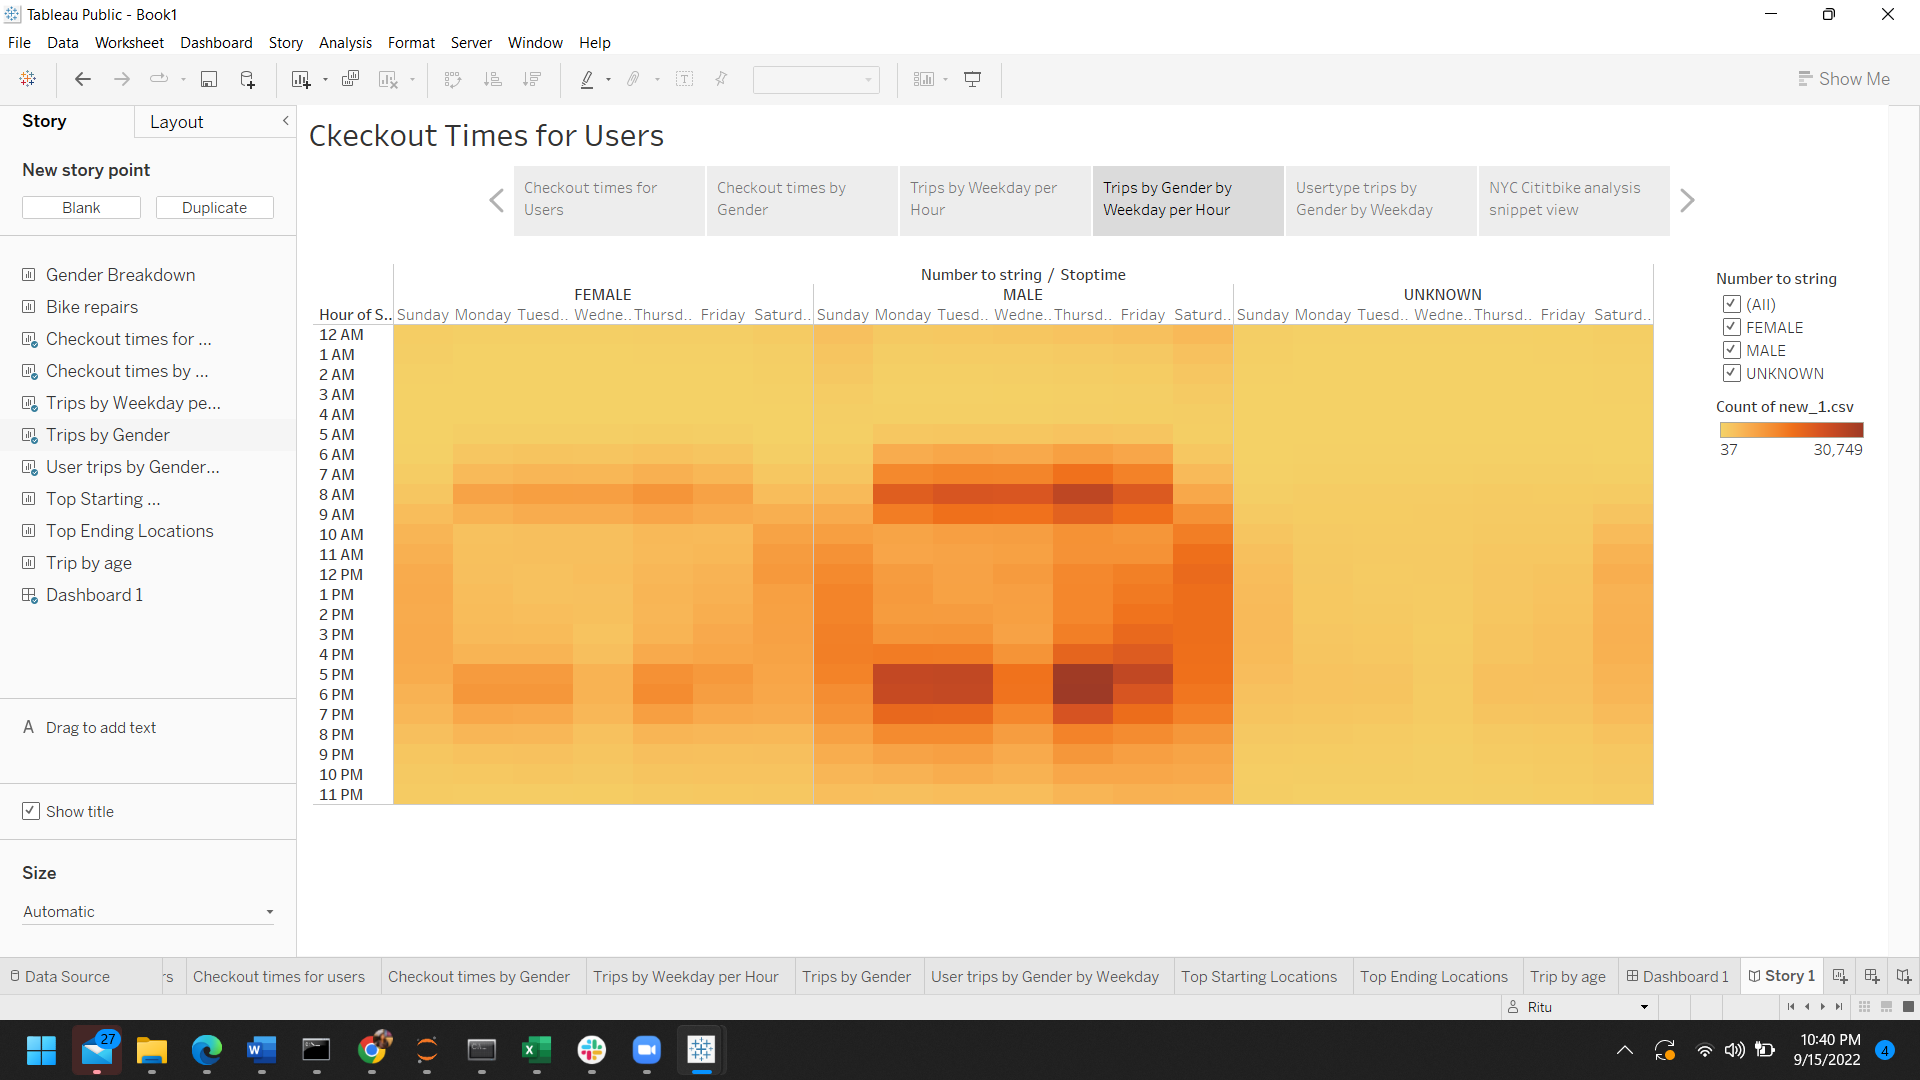 Tableau Public - Book1
File Data Worksheet Dashboard Story Analysis Format Server Window Help
Show Me
Story Layout
New story point
Blank Duplicate
Gender Breakdown
Bike repairs
Checkout times for ...
Checkout times by ...
Trips by Weekday pe...
Trips by Gender
User trips by Gender...
Top Starting ...
Top Ending Locations
Trip by age
Dashboard 1
A Drag to add text
Show title
Size
Automatic
Ckeckout Times for Users
Checkout times for
Users
Checkout times by
Gender
Trips by Weekday per
Hour
Trips by Gender by
Weekday per Hour
Usertype trips by
Gender by Weekday
NYC Cititbike analysis
snippet view
Number to string / Stoptime
FEMALE MALE UNKNOWN
Hour of S.. Sunday Monday Tuesd.. Wedne.. Thursd.. Friday Saturd.. Sunday Monday Tuesd.. Wedne.. Thursd.. Friday Saturd.. Sunday Monday Tuesd.. Wedne.. Thursd.. Friday Saturd..
12 AM
1 AM
2 AM
3 AM
4 AM
5 AM
6 AM
7 AM
8 AM
9 AM
10 AM
11 AM
12 PM
1 PM
2 PM
3 PM
4 PM
5 PM
6 PM
7 PM
8 PM
9 PM
10 PM
11 PM
Number to string
(All)
FEMALE
MALE
UNKNOWN
Count of new_1.csv
37 30,749
Data Source rs Checkout times for users Checkout times by Gender Trips by Weekday per Hour Trips by Gender User trips by Gender by Weekday Top Starting Locations Top Ending Locations Trip by age Dashboard 1 Story 1
Ritu
27
10:40 PM
9/15/2022
4